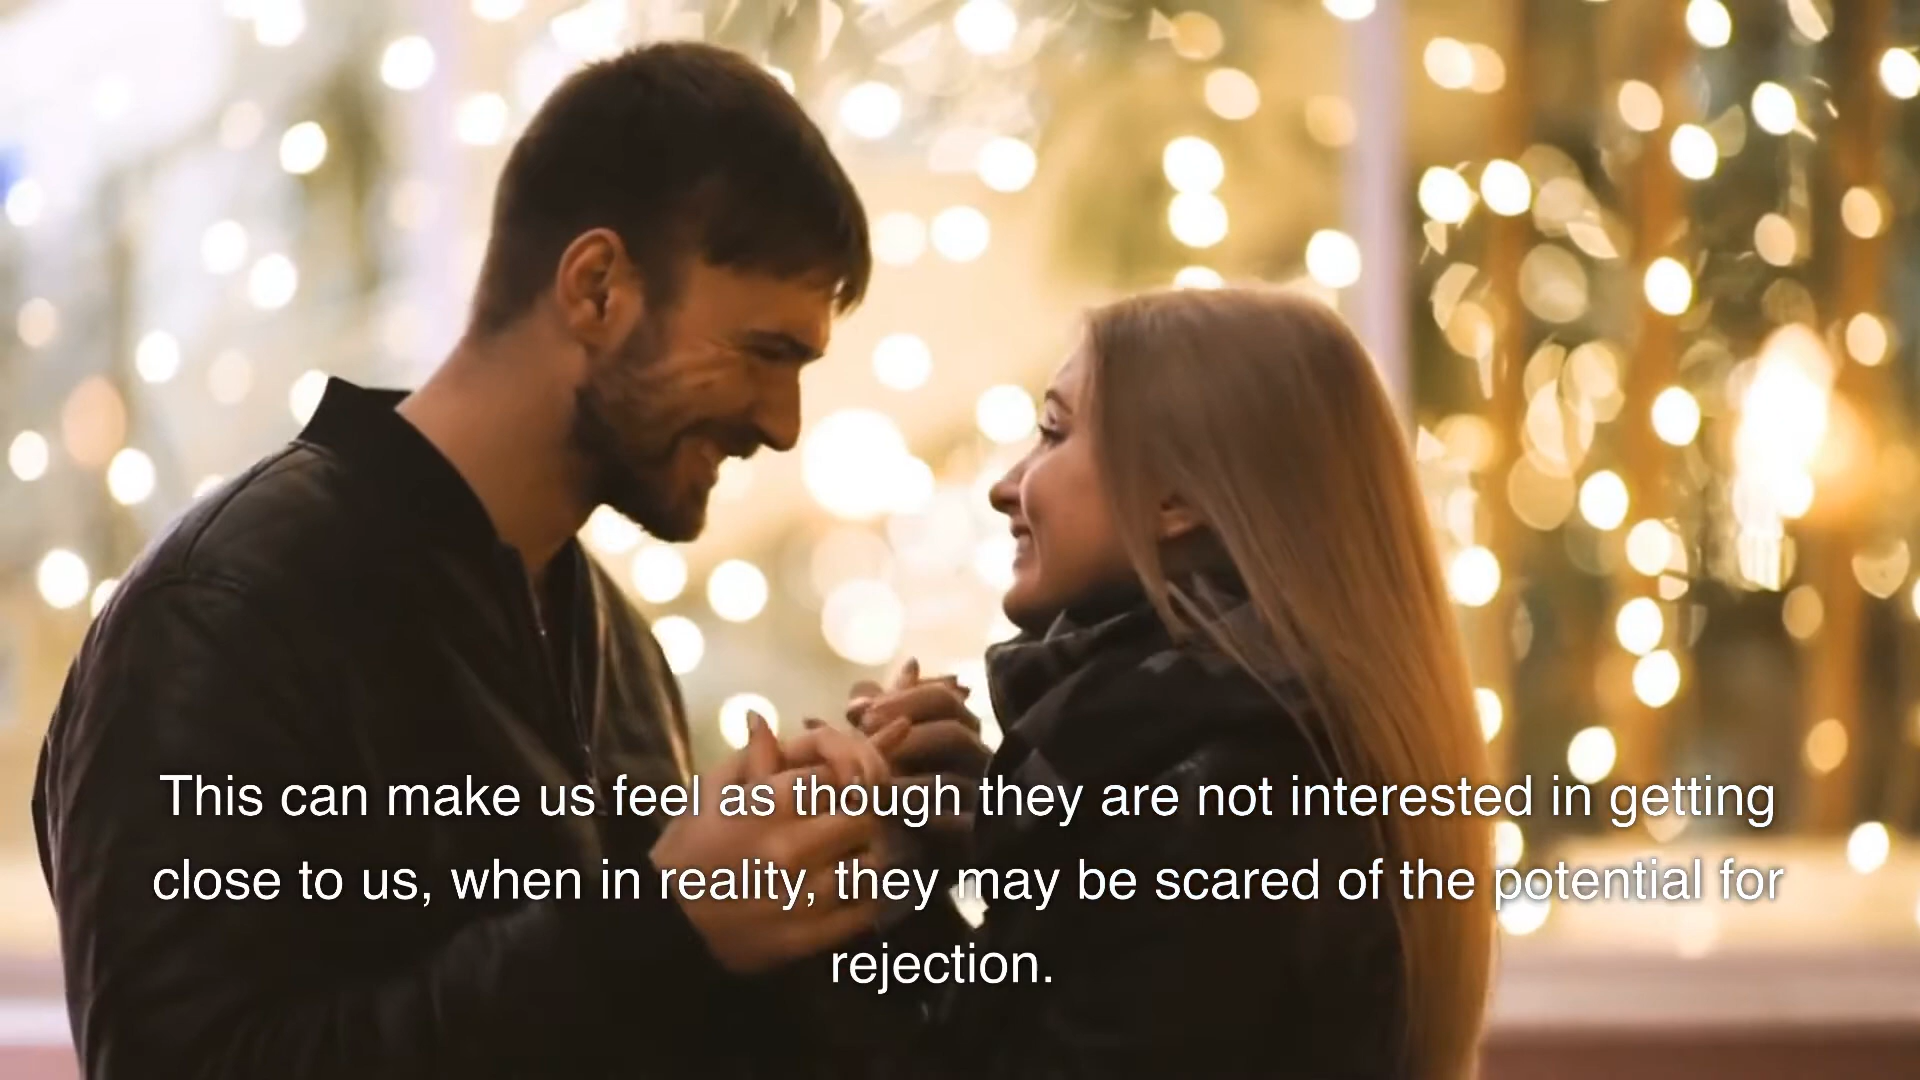 This can make us feel as though they are not interested in getting
close to us, when in reality, they may be scared of the potential for
rejection.